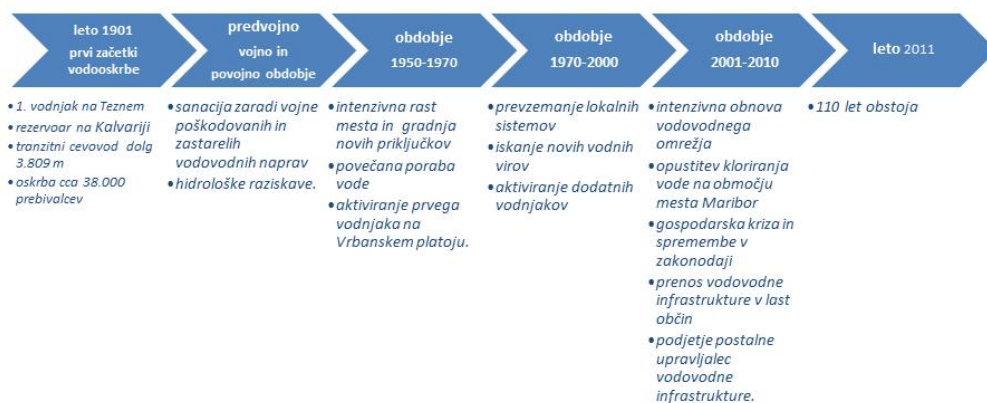 leto 1901
prvi začetki
vodooskrbe
• 1. vodnjak na Teznem
• rezervoar na Kalvariji
• tranzitni cevovod dolg
3.809 m
• oskrba cca 38.000
prebivalcev
predvojno
vojno in
povojno obdobje
• sanacija zaradi vojne
poškodovanih in
zastarelih
vodovodnih naprav
• hidrološke raziskave.
obdobje
1950-1970
• intenzivna rast
mesta in gradnja
novih priključkov
• povečana poraba
vode
• aktiviranje prvega
vodnjaka na
Vrbanskem platoju.
obdobje
1970-2000
• prevzemanje lokalnih
sistemov
• iskanje novih vodnih
virov
• aktiviranje dodatnih
vodnjakov
obdobje
2001-2010
• intenzivna obnova
vodovodnega
omrežja
• opustitev kloriranja
vode na območju
mesta Maribor
• gospodarska kriza in
spremembe v
zakonodaji
• prenos vodovodne
infrastrukture v last
občin
• podjetje postalne
upravljalec
vodovodne
infrastrukture.
leto 2011
• 110 let obstoja